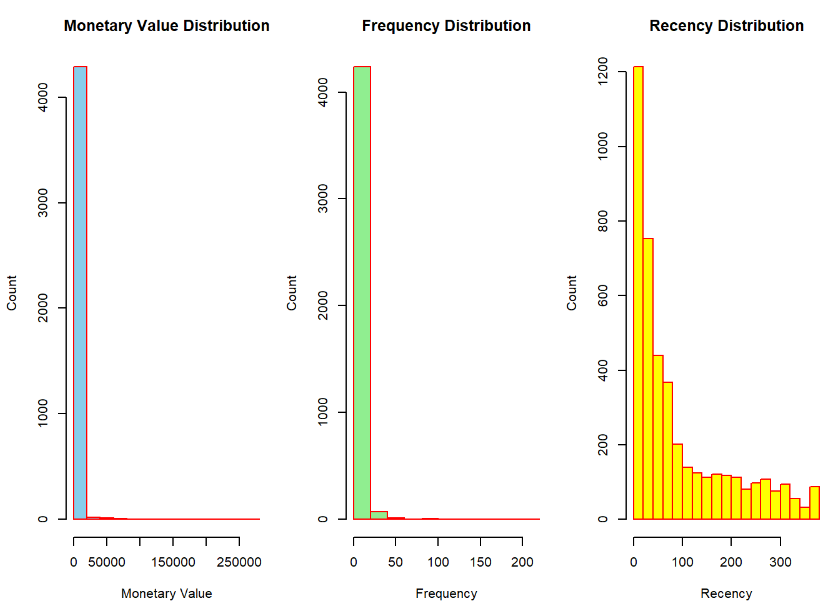 Monetary Value Distribution
Count
0
1000
2000
3000
4000
0 50000 150000 250000
Monetary Value
Frequency Distribution
Count
0
1000
2000
3000
4000
0 50 100 150 200
Frequency
Recency Distribution
Count
0
200
400
600
800
1000
1200
0 100 200 300
Recency